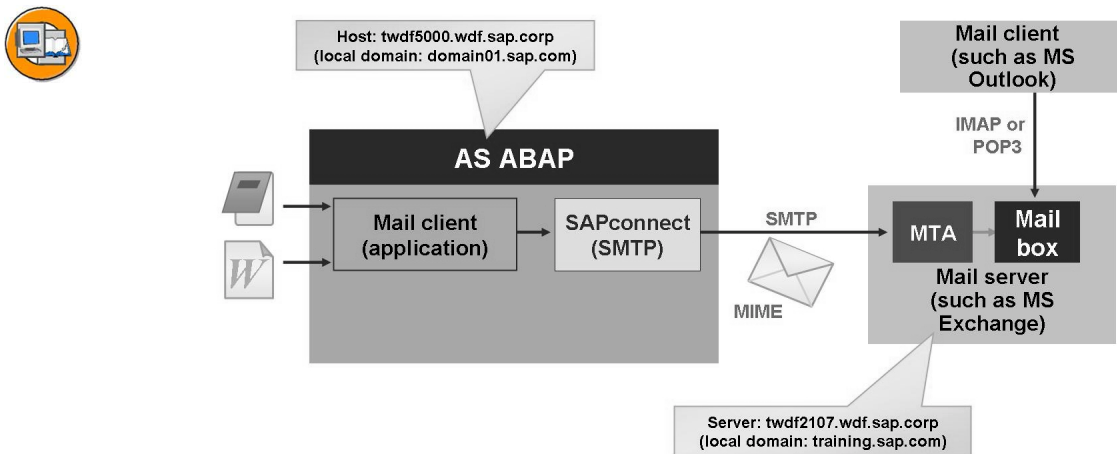 Host: twdf5000.wdf.sap.corp
(local domain: domain01.sap.com)
Mail client
(such as MS
Outlook)
IMAP or
POP3
AS ABAP
Mail client
(application)
SAPconnect
(SMTP)
SMTP
MIME
MTA
Mail
box
Mail server
(such as MS
Exchange)
W
Server: twdf2107.wdf.sap.corp
(local domain: training.sap.com)